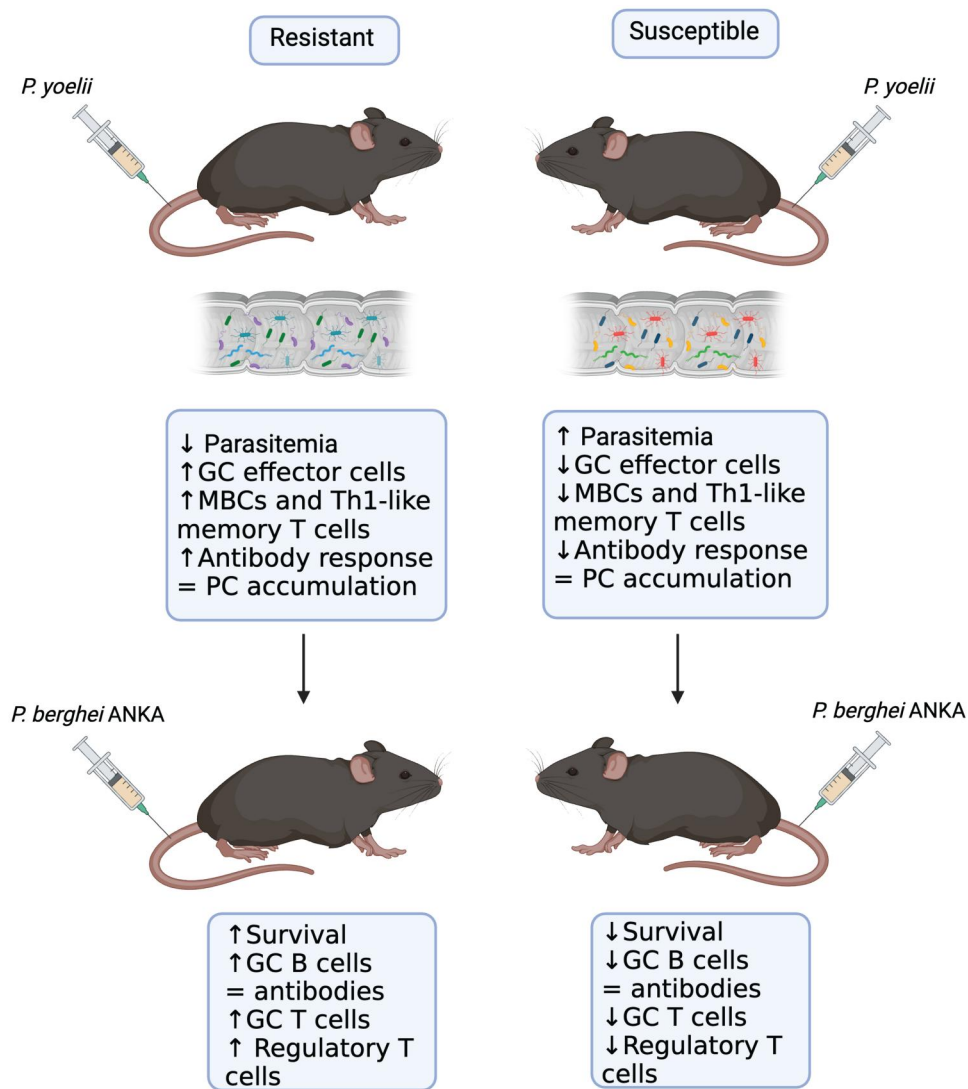 Resistant
Susceptible
P. yoelii
P. yoelii
↓ Parasitemia
↑GC effector cells
↑MBCs and Th1-like
memory T cells
↑Antibody response
= PC accumulation
↑ Parasitemia
↓GC effector cells
↓MBCs and Th1-like
memory T cells
↓Antibody response
= PC accumulation
P. berghei ANKA
P. berghei ANKA
↑Survival
↑GC B cells
= antibodies
↑GC T cells
↑ Regulatory T
cells
↓Survival
↓GC B cells
= antibodies
↓GC T cells
↓Regulatory T
cells